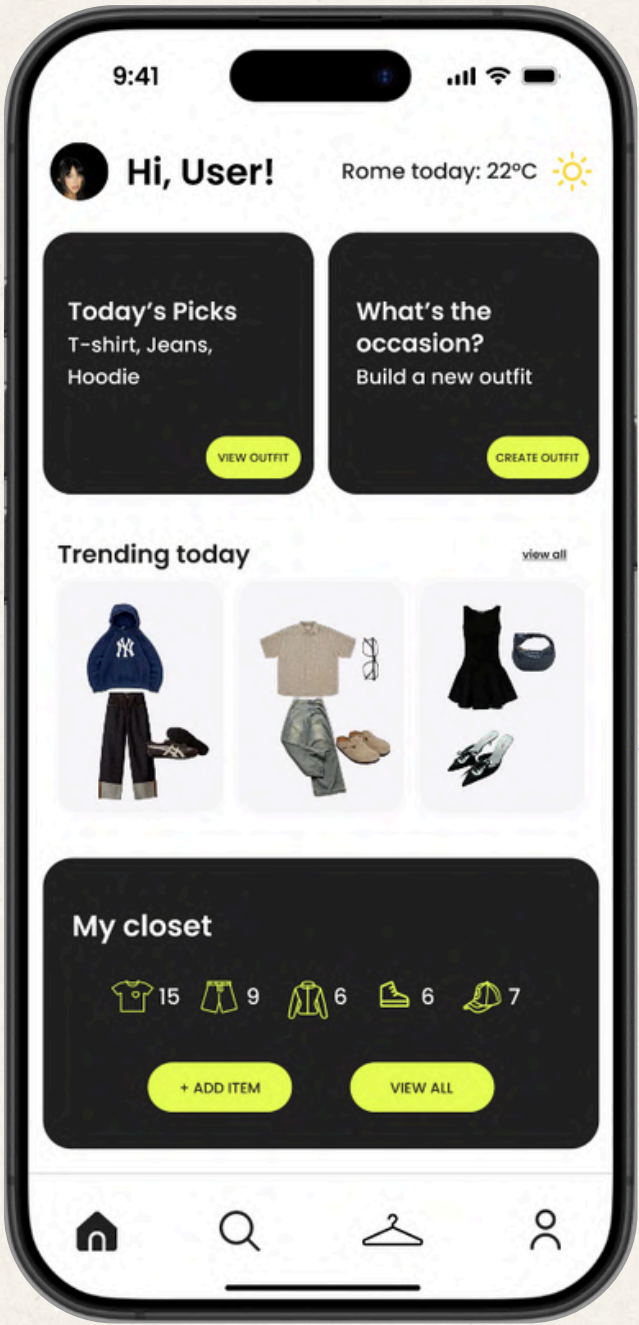 9:41
Hi, User!
Rome today: 22°C
Today's Picks
T-shirt, Jeans,
Hoodie
VIEW OUTFIT
What's the
occasion?
Build a new outfit
CREATE OUTFIT
Trending today
view all
NY
My closet
15
9
6
6
7
+ ADD ITEM
VIEW ALL